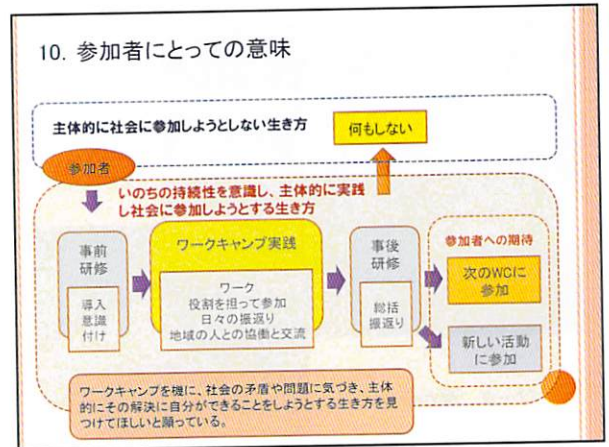 10. 参加者にとっての意味
主体的に社会に参加しようとしない生き方
何もしない
参加者
いのちの持続性を意識し、主体的に実践
し社会に参加しようとする生き方
事前
研修
導入
意識
付け
ワークキャンプ実践
ワーク
役割を担って参加
日々の振返り
地域の人との協働と交流
事後
研修
総括
振返り
参加者への期待
次のWCに
参加
新しい活動
に参加
ワークキャンプを機に、社会の矛盾や問題に気づき、主体
的にその解決に自分ができることをしようとする生き方を見
つけてほしいと願っている。